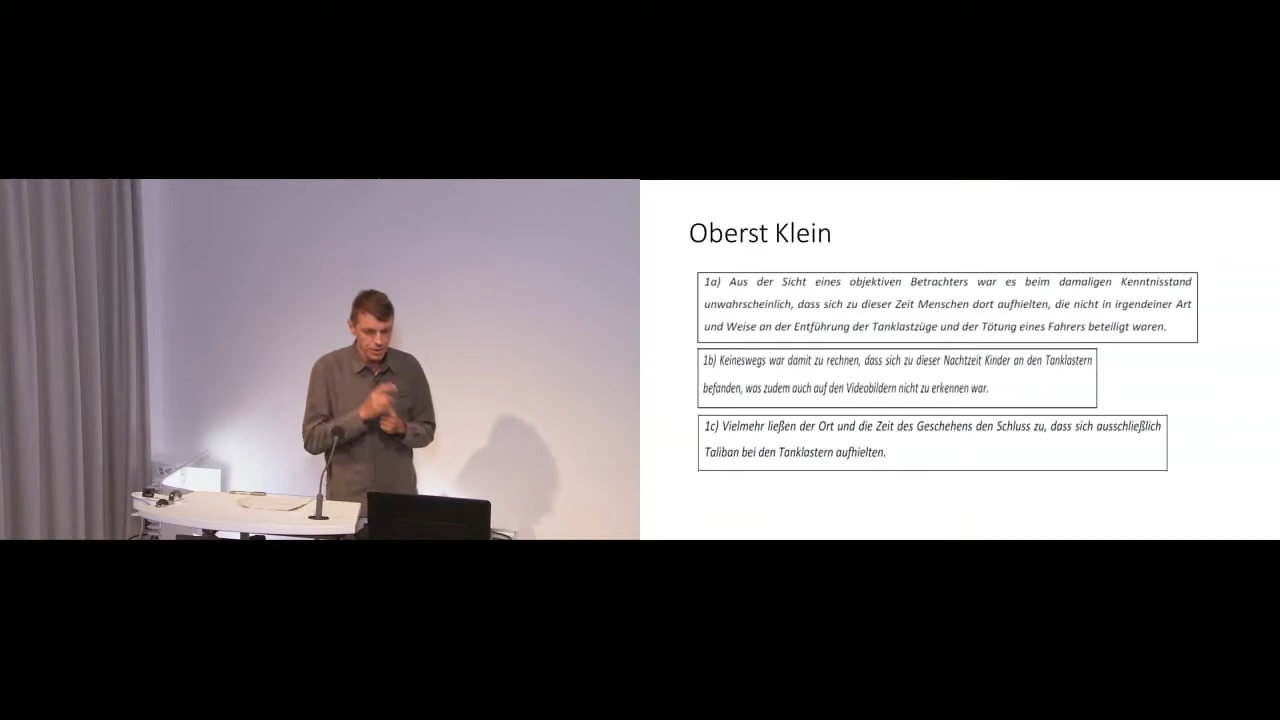 Oberst Klein
1a) Aus der Sicht eines objektiven Betrachters war es beim damaligen Kenntnisstand
unwahrscheinlich, dass sich zu dieser Zeit Menschen dort aufhielten, die nicht in irgendeiner Art
und Weise an der Entführung der Tanklastzüge und der Tötung eines Fahrers beteiligt waren.
1b) Keineswegs war damit zu rechnen, dass sich zu dieser Nachtzeit Kinder an den Tanklastern
befanden, was zudem auch auf den Videobildern nicht zu erkennen war.
1c) Vielmehr ließen der Ort und die Zeit des Geschehens den Schluss zu, dass sich ausschließlich
Taliban bei den Tanklastern aufhielten.